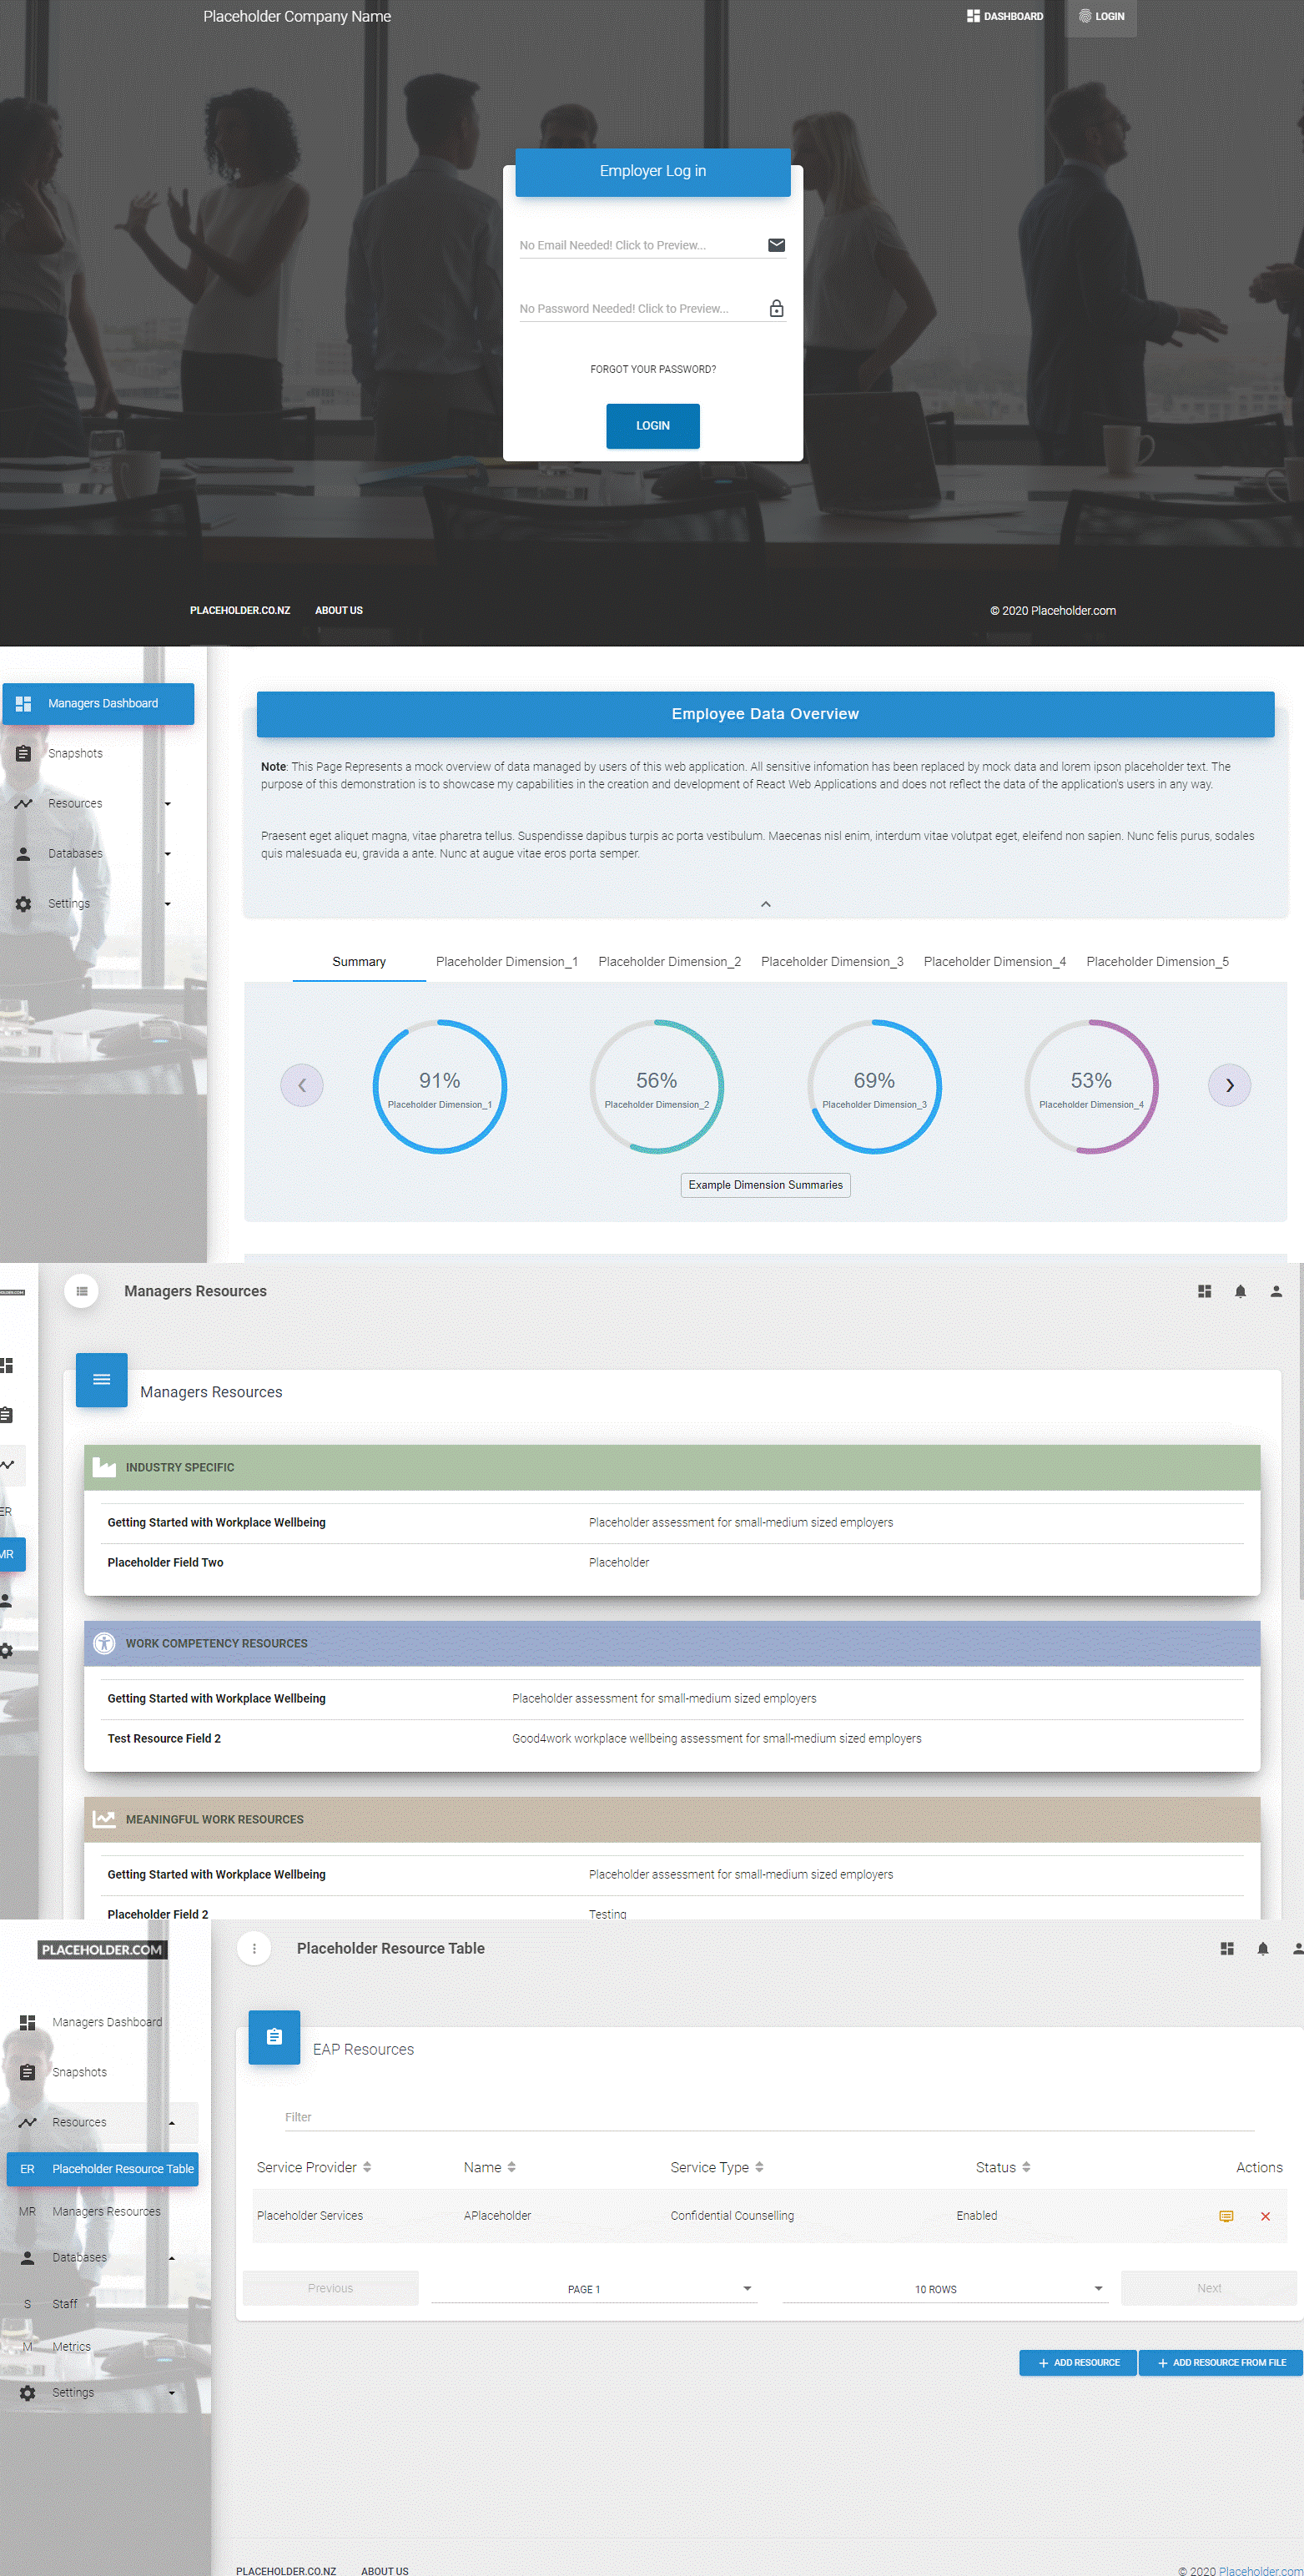 Placeholder Company Name
DASHBOARD
LOGIN
Employer Log in
No Email Needed! Click to Preview...
No Password Needed! Click to Preview...
FORGOT YOUR PASSWORD?
LOGIN
PLACEHOLDER.CO.NZ
ABOUT US
© 2020 Placeholder.com
Managers Dashboard
Snapshots
Resources
Databases
Settings
Employee Data Overview
Note: This Page Represents a mock overview of data managed by users of this web application. All sensitive infomation has been replaced by mock data and lorem ipson placeholder text. The
purpose of this demonstration is to showcase my capabilities in the creation and development of React Web Applications and does not reflect the data of the application's users in any way.
Praesent eget aliquet magna, vitae pharetra tellus. Suspendisse dapibus turpis ac porta vestibulum. Maecenas nisl enim, interdum vitae volutpat eget, eleifend non sapien. Nunc felis purus, sodales
quis malesuada eu, gravida a ante. Nunc at augue vitae eros porta semper.
Summary
Placeholder Dimension_1
Placeholder Dimension_2
Placeholder Dimension_3
Placeholder Dimension_4
Placeholder Dimension_5
91%
Placeholder Dimension_1
56%
Placeholder Dimension_2
69%
Placeholder Dimension_3
53%
Placeholder Dimension_4
Example Dimension Summaries
Managers Resources
ER
MR
Managers Resources
INDUSTRY SPECIFIC
Getting Started with Workplace Wellbeing
Placeholder assessment for small-medium sized employers
Placeholder Field Two
Placeholder
WORK COMPETENCY RESOURCES
Getting Started with Workplace Wellbeing
Placeholder assessment for small-medium sized employers
Test Resource Field 2
Good4work workplace wellbeing assessment for small-medium sized employers
MEANINGFUL WORK RESOURCES
Getting Started with Workplace Wellbeing
Placeholder assessment for small-medium sized employers
Placeholder Field 2
Testing
PLACEHOLDER.COM
Managers Dashboard
Snapshots
Resources
ER Placeholder Resource Table
MR Managers Resources
Databases
S Staff
M Metrics
Settings
Placeholder Resource Table
EAP Resources
Filter
Service Provider
Name
Service Type
Status
Actions
Placeholder Services
APlaceholder
Confidential Counselling
Enabled
Previous
PAGE 1
10 ROWS
Next
ADD RESOURCE
ADD RESOURCE FROM FILE
PLACEHOLDER.CO.NZ
ABOUT US
© 2020 Placeholder.com